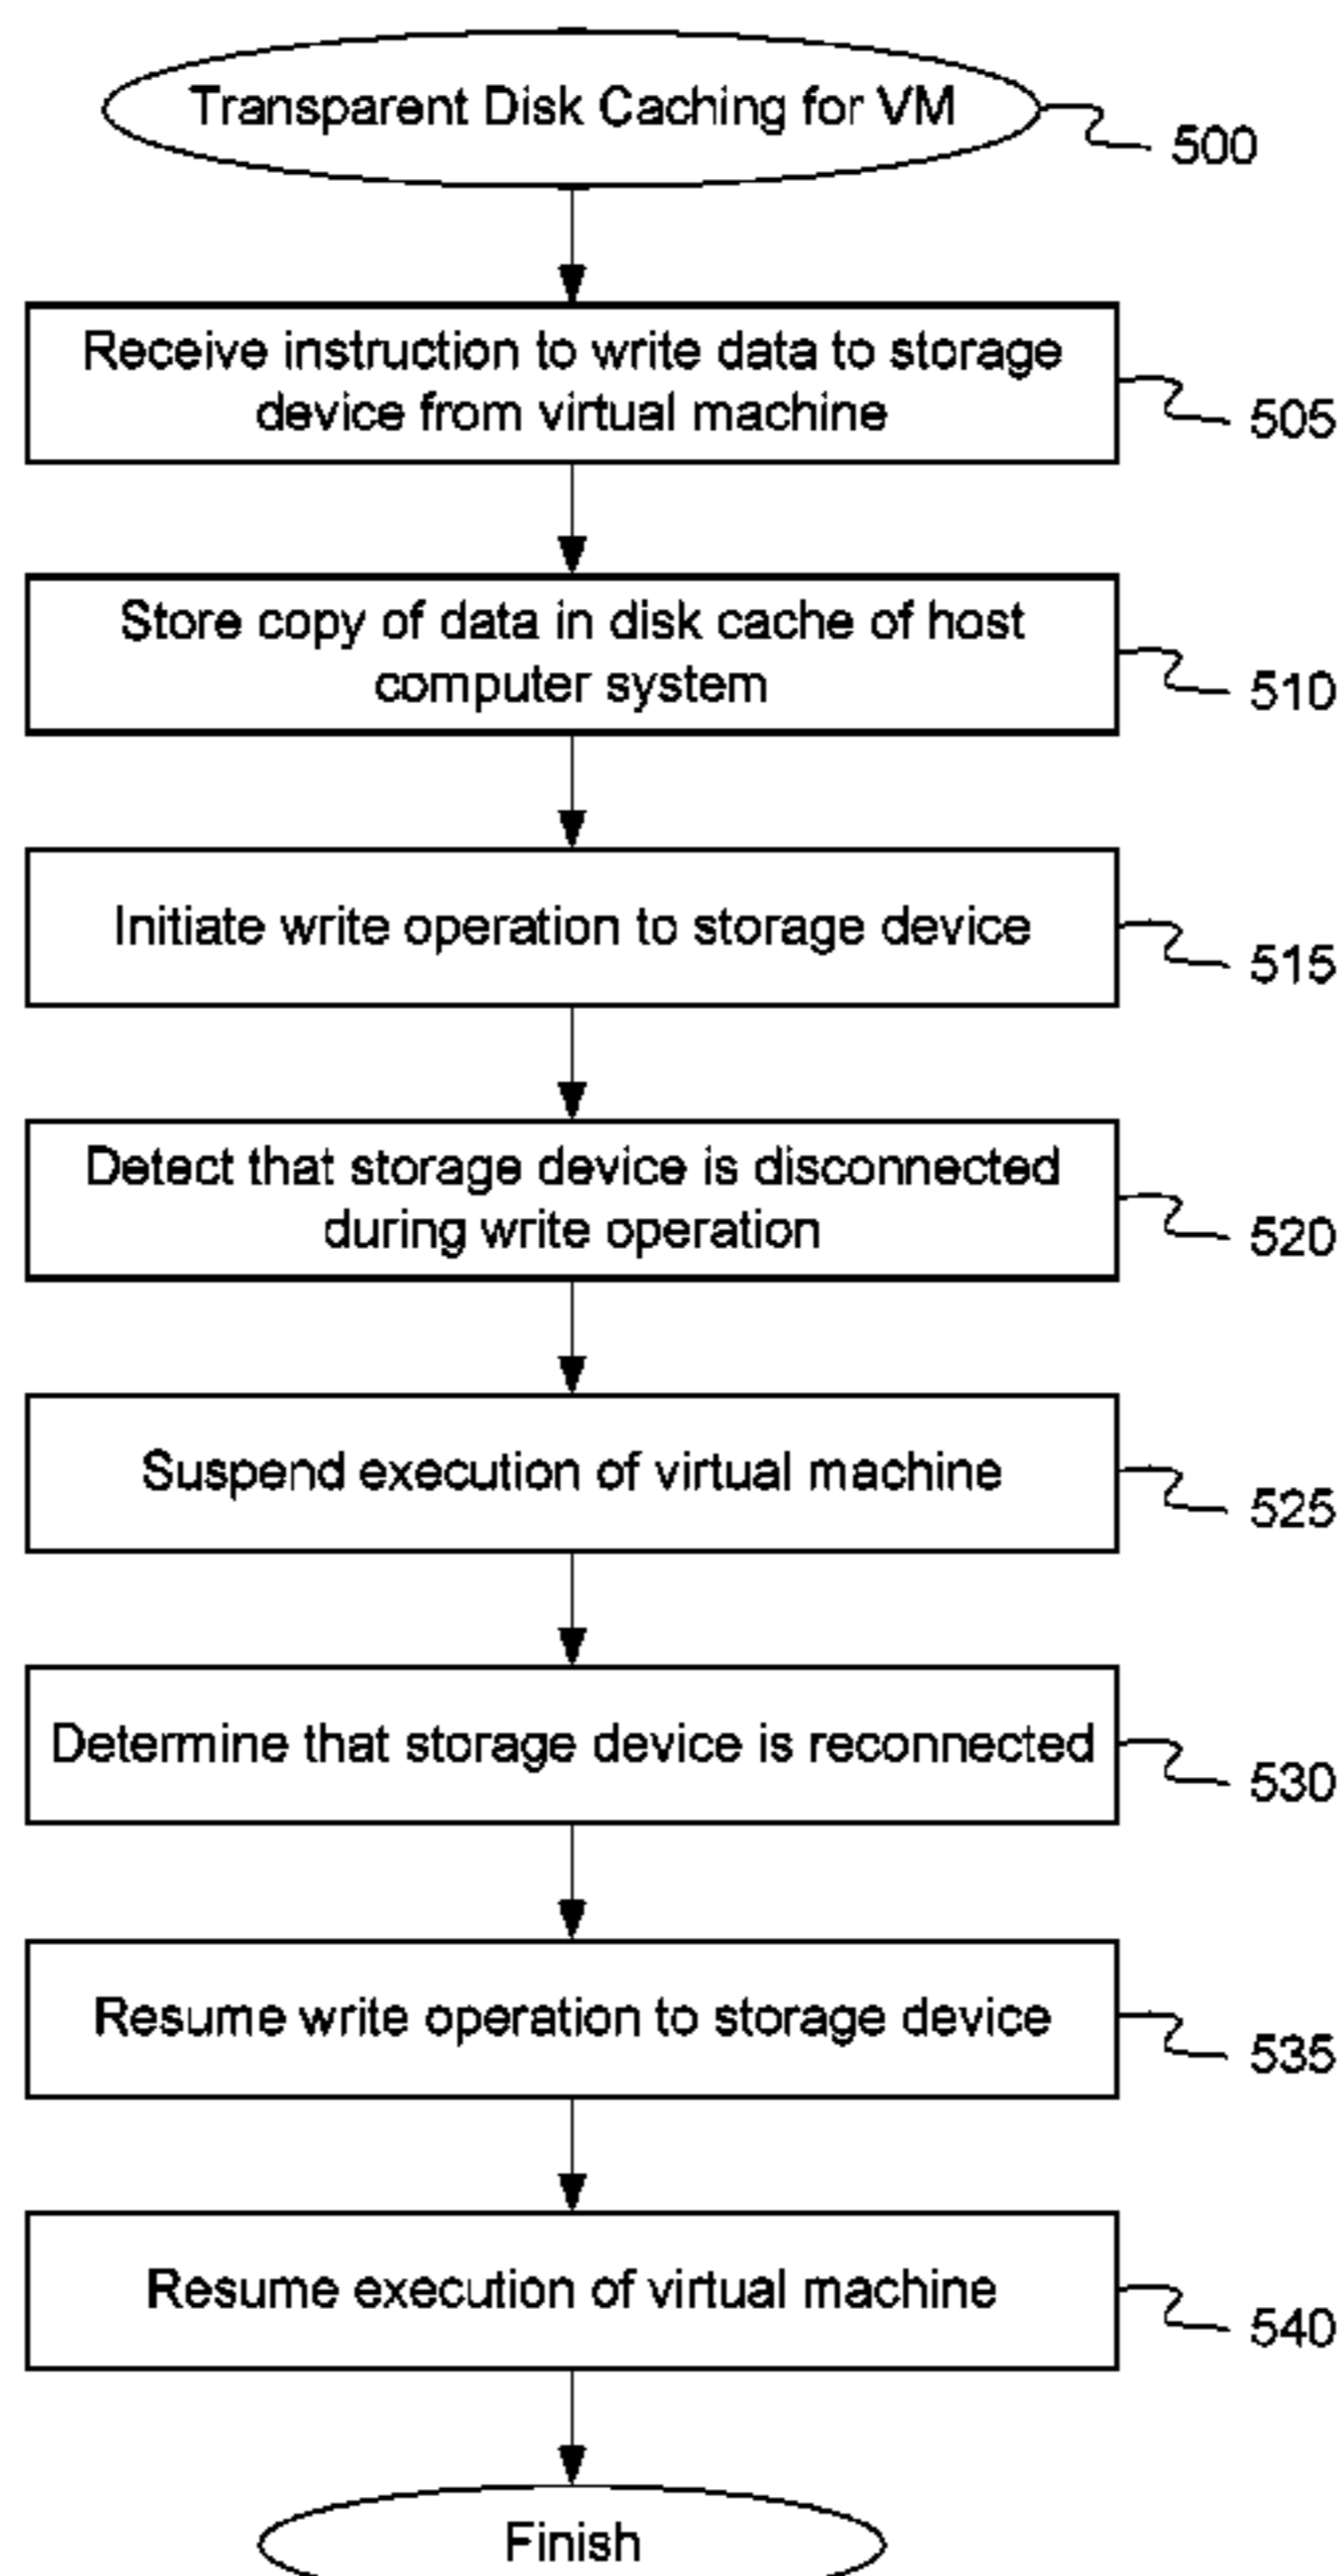 Transparent Disk Caching for VM
500
Receive instruction to write data to storage
device from virtual machine
505
Store copy of data in disk cache of host
computer system
510
Initiate write operation to storage device
515
Detect that storage device is disconnected
during write operation
520
Suspend execution of virtual machine
525
Determine that storage device is reconnected
530
Resume write operation to storage device
535
Resume execution of virtual machine
540
Finish